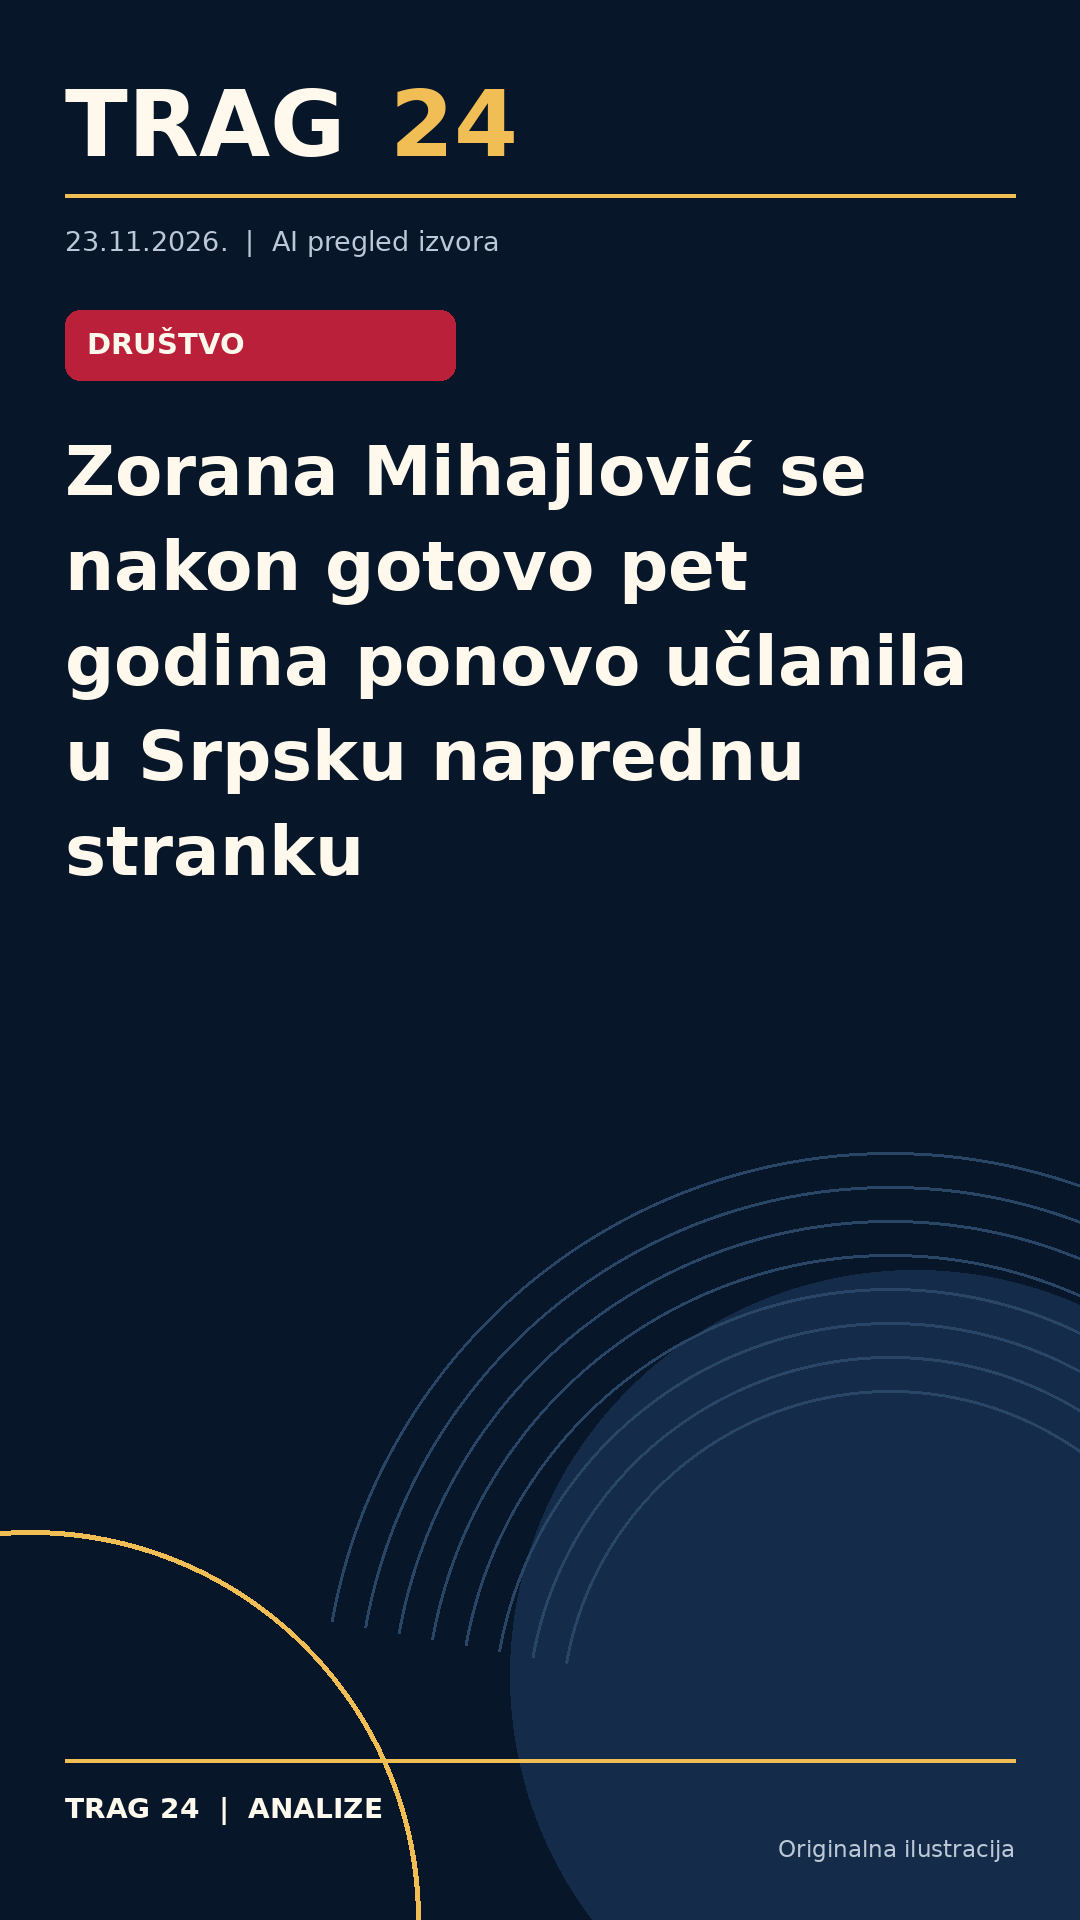 TRAG 24
23.11.2026. | AI pregled izvora
DRUŠTVO
Zorana Mihajlović se
nakon gotovo pet
godina ponovo učlanila
u Srpsku naprednu
stranku
TRAG 24 | ANALIZE
Originalna ilustracija